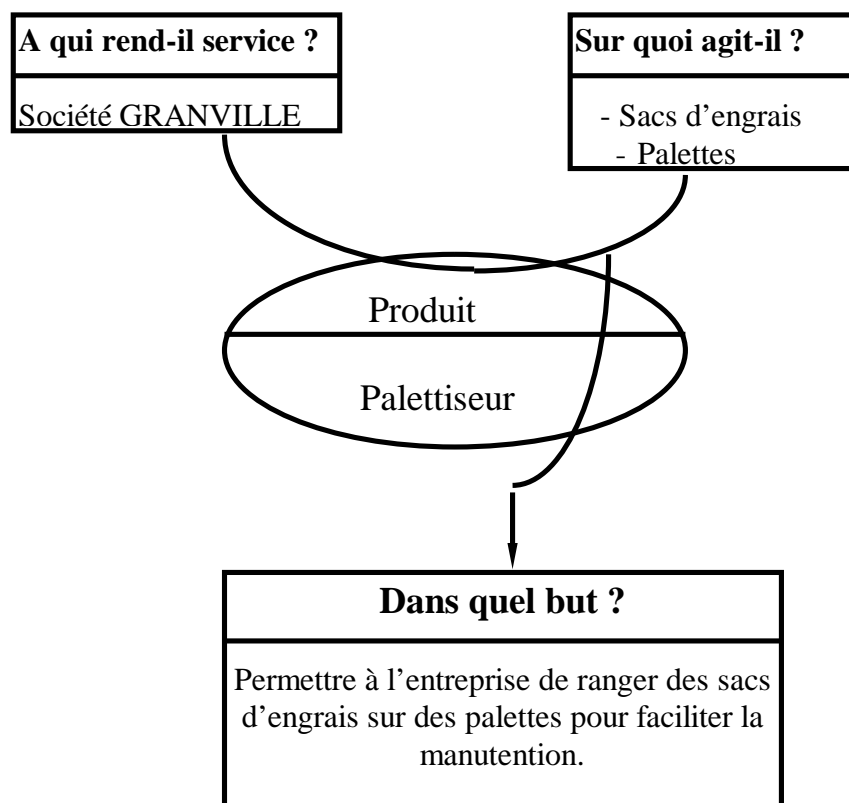 A qui rend-il service ?
Société GRANVILLE
Sur quoi agit-il ?
- Sacs d'engrais
- Palettes
Produit
Palettiseur
Dans quel but ?
Permettre à l'entreprise de ranger des sacs
d'engrais sur des palettes pour faciliter la
manutention.